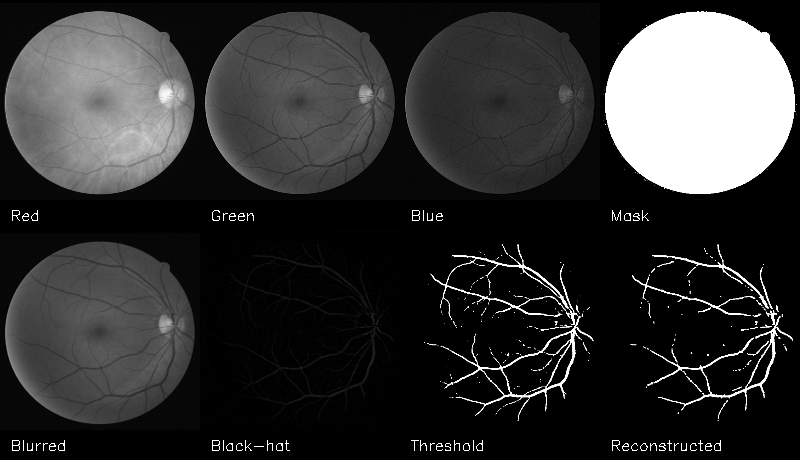 Red
Green
Blue
Mask
Blurred
Black-hat
Threshold
Reconstructed